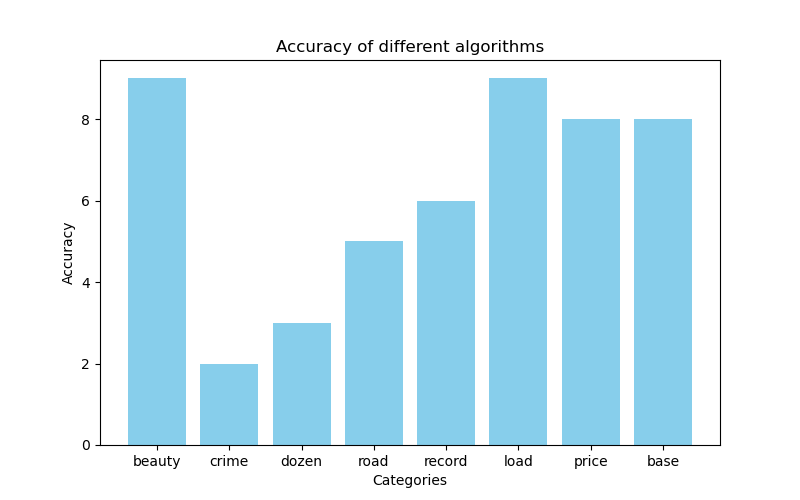 Accuracy of different algorithms
8
6
4
2
0
Accuracy
beauty crime dozen road record load price base
Categories